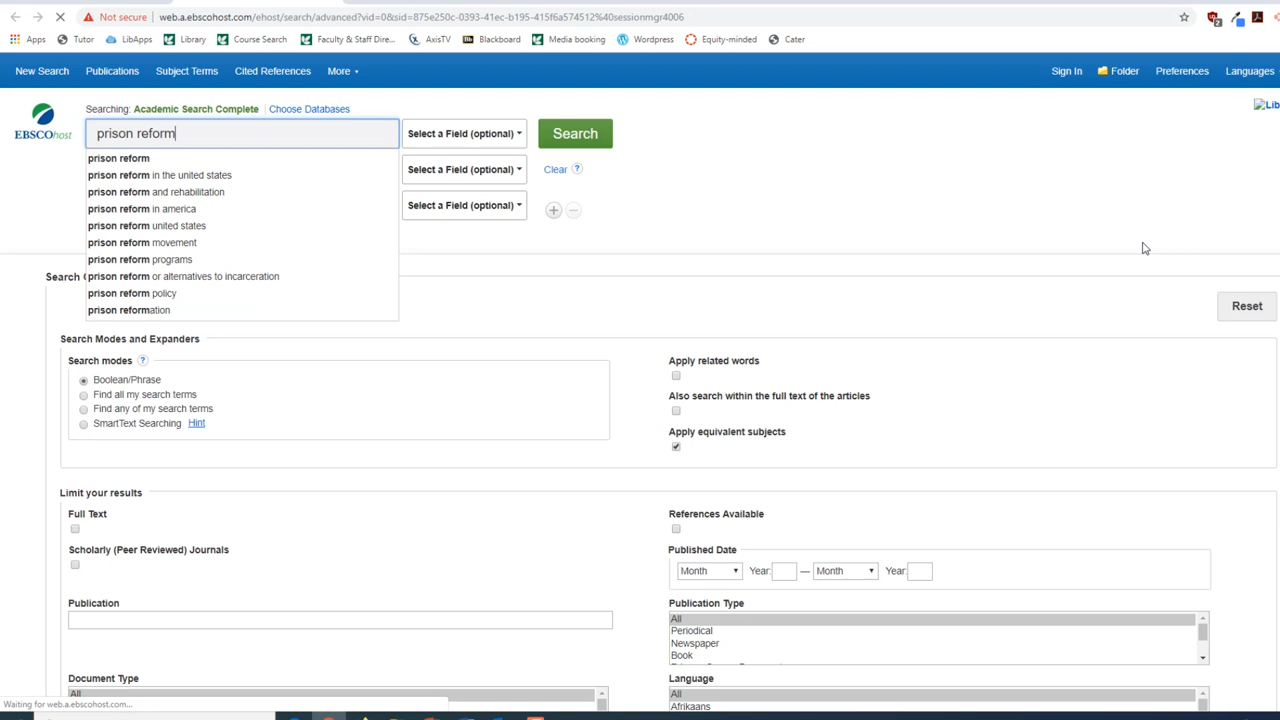 Not secure web.a.ebscohost.com/ehost/search/advanced?vid=0&sid=875e250c-0393-41ec-b195-415f6a574512%40sessionmgr4006
Apps Tutor LibApps Library Course Search Faculty & Staff Dire... AxisTV Blackboard Media booking Wordpress Equity-minded Cater
New Search Publications Subject Terms Cited References More Sign In Folder Preferences Languages
Searching: Academic Search Complete Choose Databases
EBSCOhost prison reform Select a Field (optional) Search
prison reform
prison reform in the united states Select a Field (optional) Clear ?
prison reform and rehabilitation
prison reform in america Select a Field (optional)
prison reform united states
prison reform movement
prison reform programs
prison reform or alternatives to incarceration
prison reform policy
prison reformation
Reset
Search Modes and Expanders
Search modes ? Apply related words
Boolean/Phrase
Find all my search terms Also search within the full text of the articles
Find any of my search terms
SmartText Searching Hint Apply equivalent subjects
Limit your results
Full Text References Available
Scholarly (Peer Reviewed) Journals Published Date
Month Year: — Month Year:
Publication Publication Type
All
Periodical
Newspaper
Book
Document Type Language
All All
Afrikaans
Waiting for web.a.ebscohost.com...